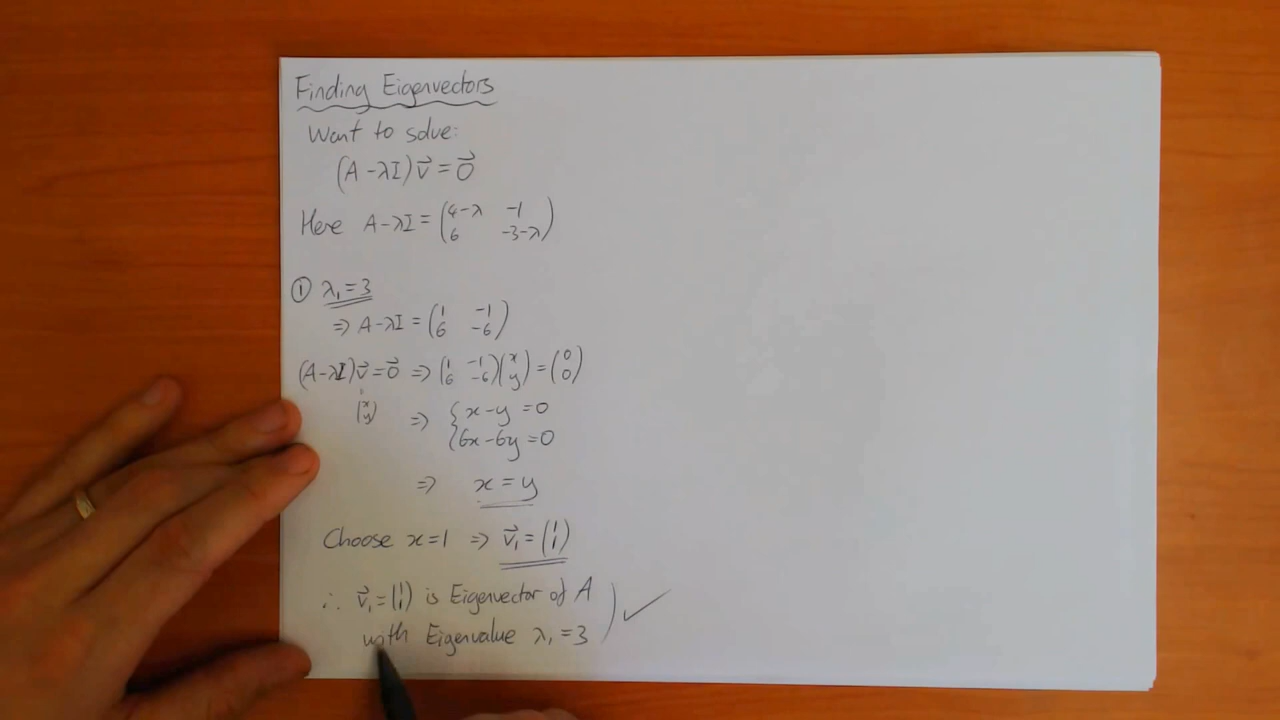 Finding Eigenvectors
Want to solve:
(A-λI)v⃗ = 0⃗
Here A-λI = (4-λ -1
6 -3-λ)
① λ₁=3
⇒ A-λI = (1 -1
6 -6)
(A-λI)v⃗=0⃗ ⇒ (1 -1
6 -6)(x
y) = (0
0)
(x
y)
⇒ {x-y=0
6x-6y=0
⇒ x=y
Choose x=1 ⇒ v⃗₁ = (1
1)
∴ v⃗₁=(1
1) is Eigenvector of A
with Eigenvalue λ₁=3 ) ✓